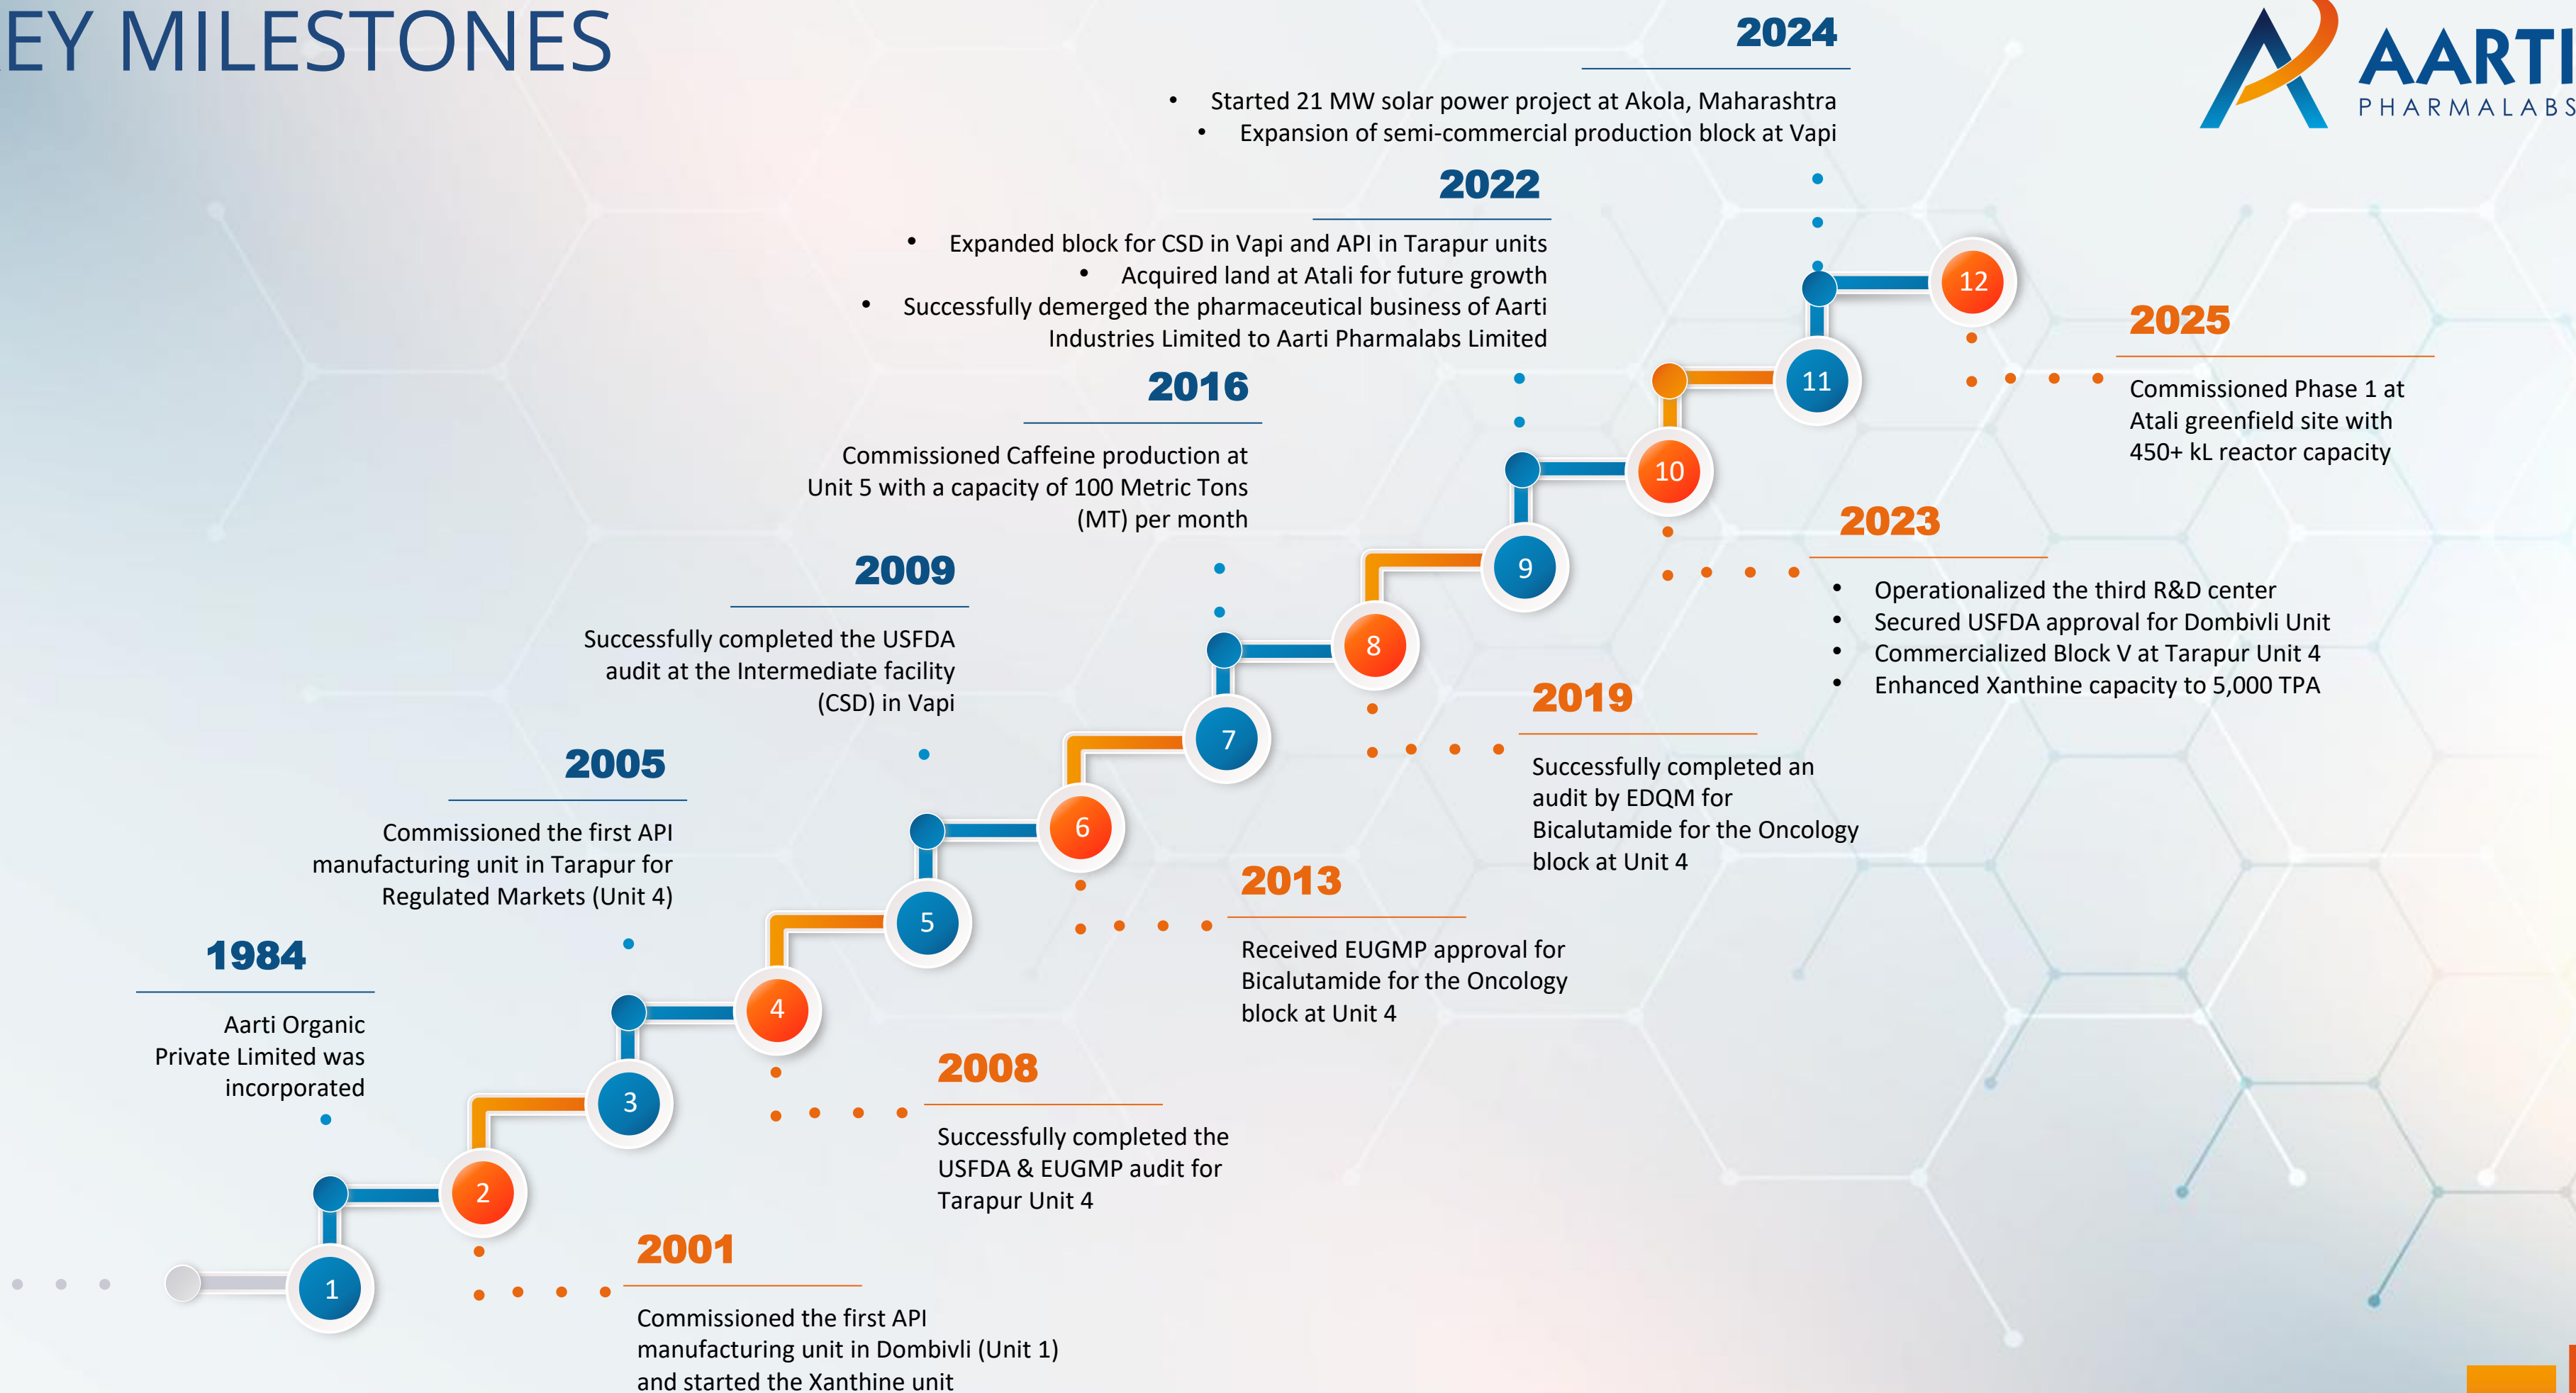 EY MILESTONES
AARTI
PHARMALABS
2024
• Started 21 MW solar power project at Akola, Maharashtra
• Expansion of semi-commercial production block at Vapi
2022
• Expanded block for CSD in Vapi and API in Tarapur units
• Acquired land at Atali for future growth
• Successfully demerged the pharmaceutical business of Aarti
Industries Limited to Aarti Pharmalabs Limited
2016
Commissioned Caffeine production at
Unit 5 with a capacity of 100 Metric Tons
(MT) per month
2009
Successfully completed the USFDA
audit at the Intermediate facility
(CSD) in Vapi
2005
Commissioned the first API
manufacturing unit in Tarapur for
Regulated Markets (Unit 4)
1984
Aarti Organic
Private Limited was
incorporated
1
2
3
4
5
6
7
8
9
10
11
12
2001
Commissioned the first API
manufacturing unit in Dombivli (Unit 1)
and started the Xanthine unit
2008
Successfully completed the
USFDA & EUGMP audit for
Tarapur Unit 4
2013
Received EUGMP approval for
Bicalutamide for the Oncology
block at Unit 4
2019
Successfully completed an
audit by EDQM for
Bicalutamide for the Oncology
block at Unit 4
2023
• Operationalized the third R&D center
• Secured USFDA approval for Dombivli Unit
• Commercialized Block V at Tarapur Unit 4
• Enhanced Xanthine capacity to 5,000 TPA
2025
Commissioned Phase 1 at
Atali greenfield site with
450+ kL reactor capacity